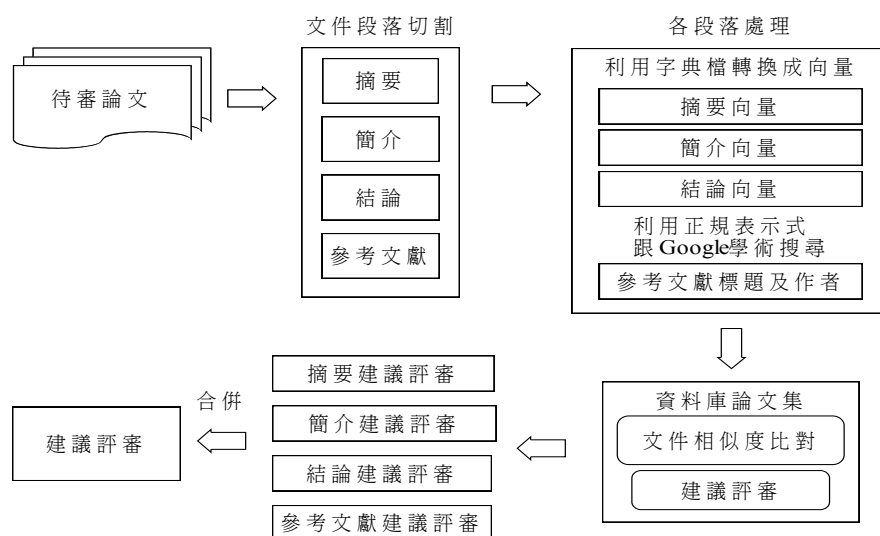 文件段落切割
各段落處理
待審論文
摘要
簡介
結論
參考文獻
利用字典檔轉換成向量
摘要向量
簡介向量
結論向量
利用正規表示式
跟Google學術搜尋
參考文獻標題及作者
資料庫論文集
文件相似度比對
建議評審
摘要建議評審
簡介建議評審
結論建議評審
參考文獻建議評審
合併
建議評審